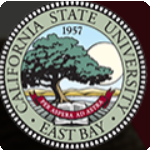 CALIFORNIA STATE UNIVERSITY
1957
PER ASPERA AD ASTRA
EAST BAY